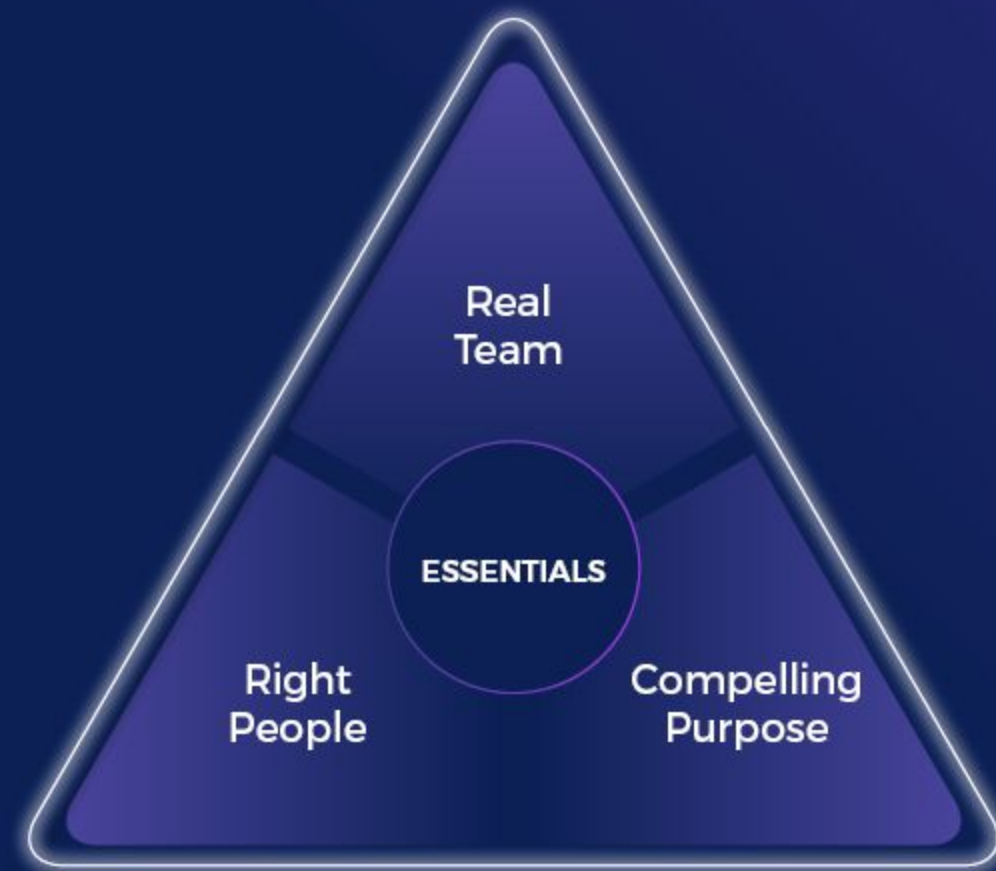 Real
Team
ESSENTIALS
Right
People
Compelling
Purpose